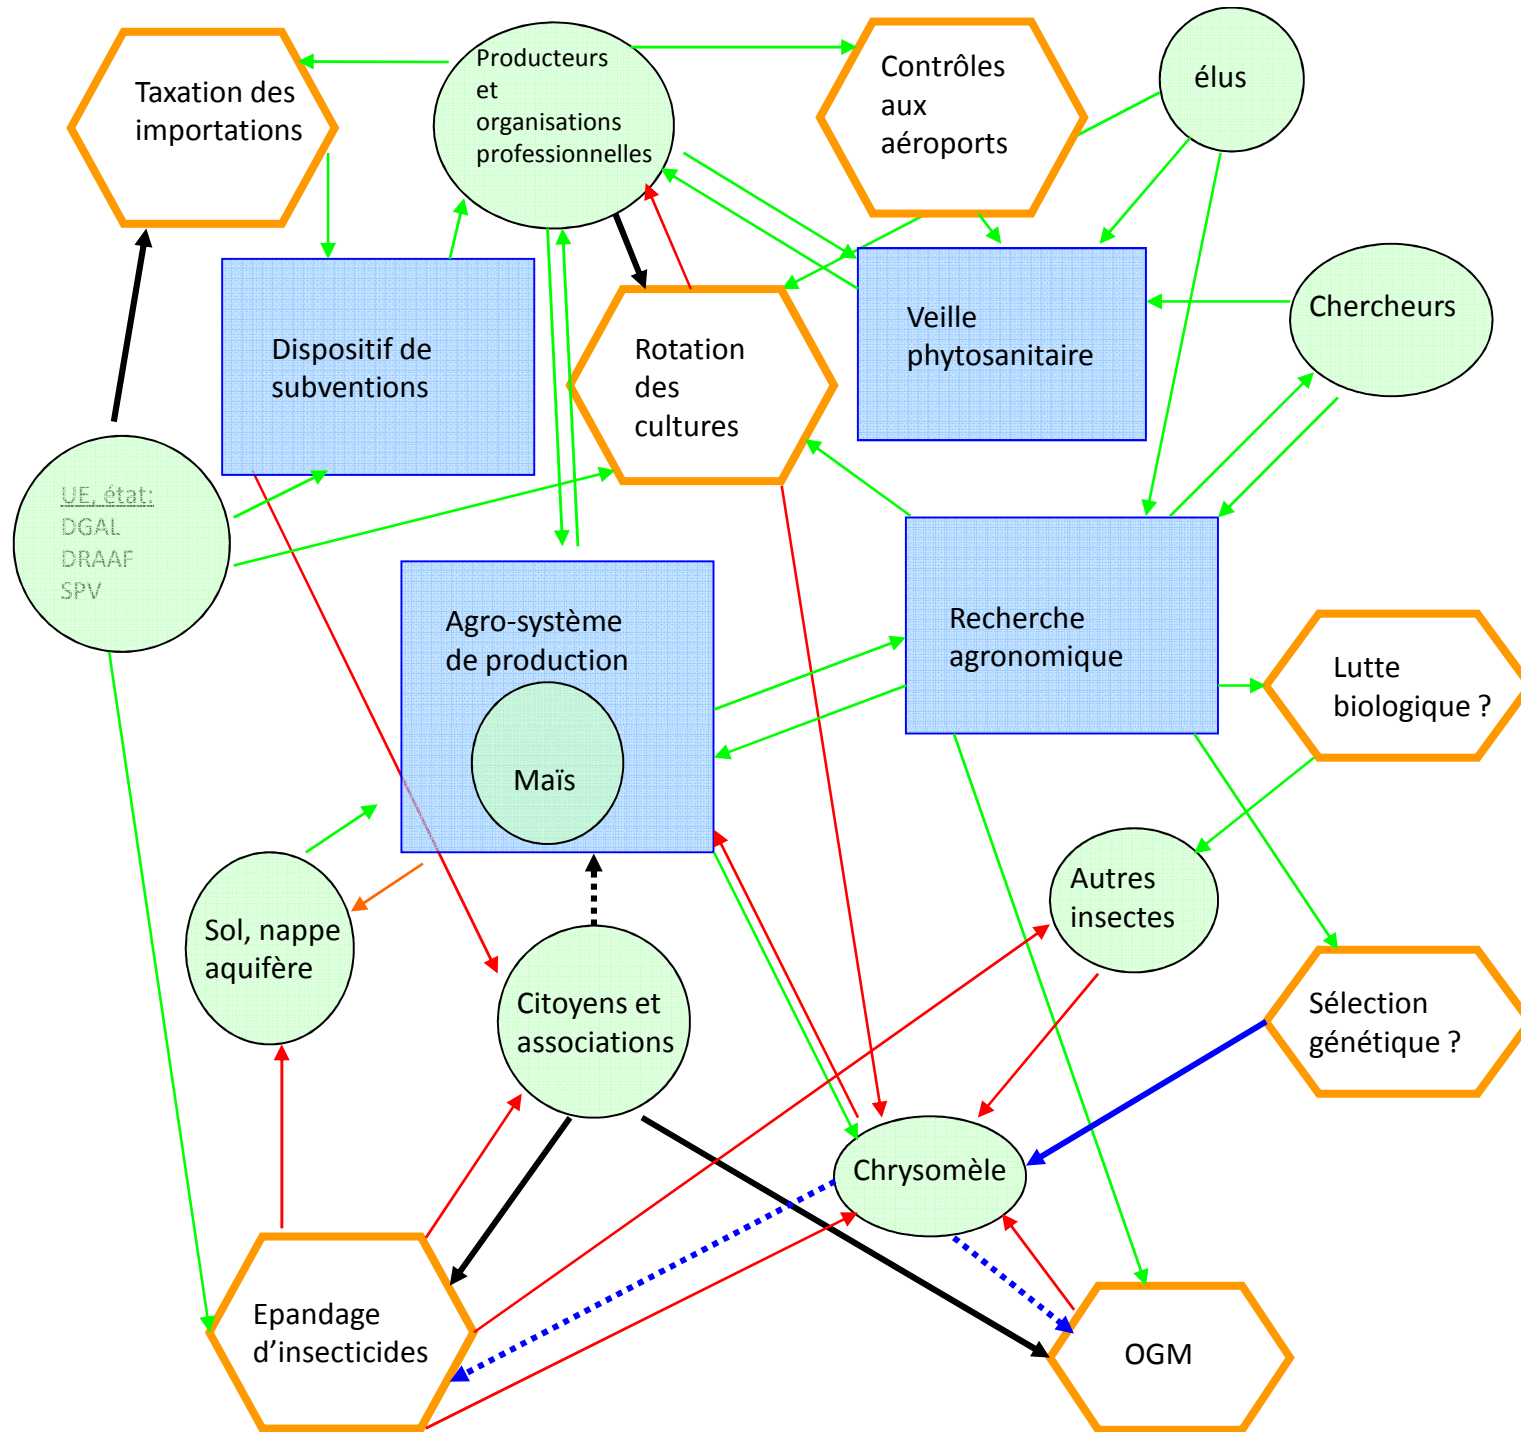 Taxation des
importations
Producteurs
et
organisations
professionnelles
Contrôles
aux
aéroports
élus
Dispositif de
subventions
Rotation
des
cultures
Veille
phytosanitaire
Chercheurs
UE, état:
DGAL
DRAAF
SPV
Agro-système
de production
Maïs
Recherche
agronomique
Lutte
biologique ?
Sol, nappe
aquifère
Citoyens et
associations
Autres
insectes
Sélection
génétique ?
Chrysomèle
Epandage
d’insecticides
OGM